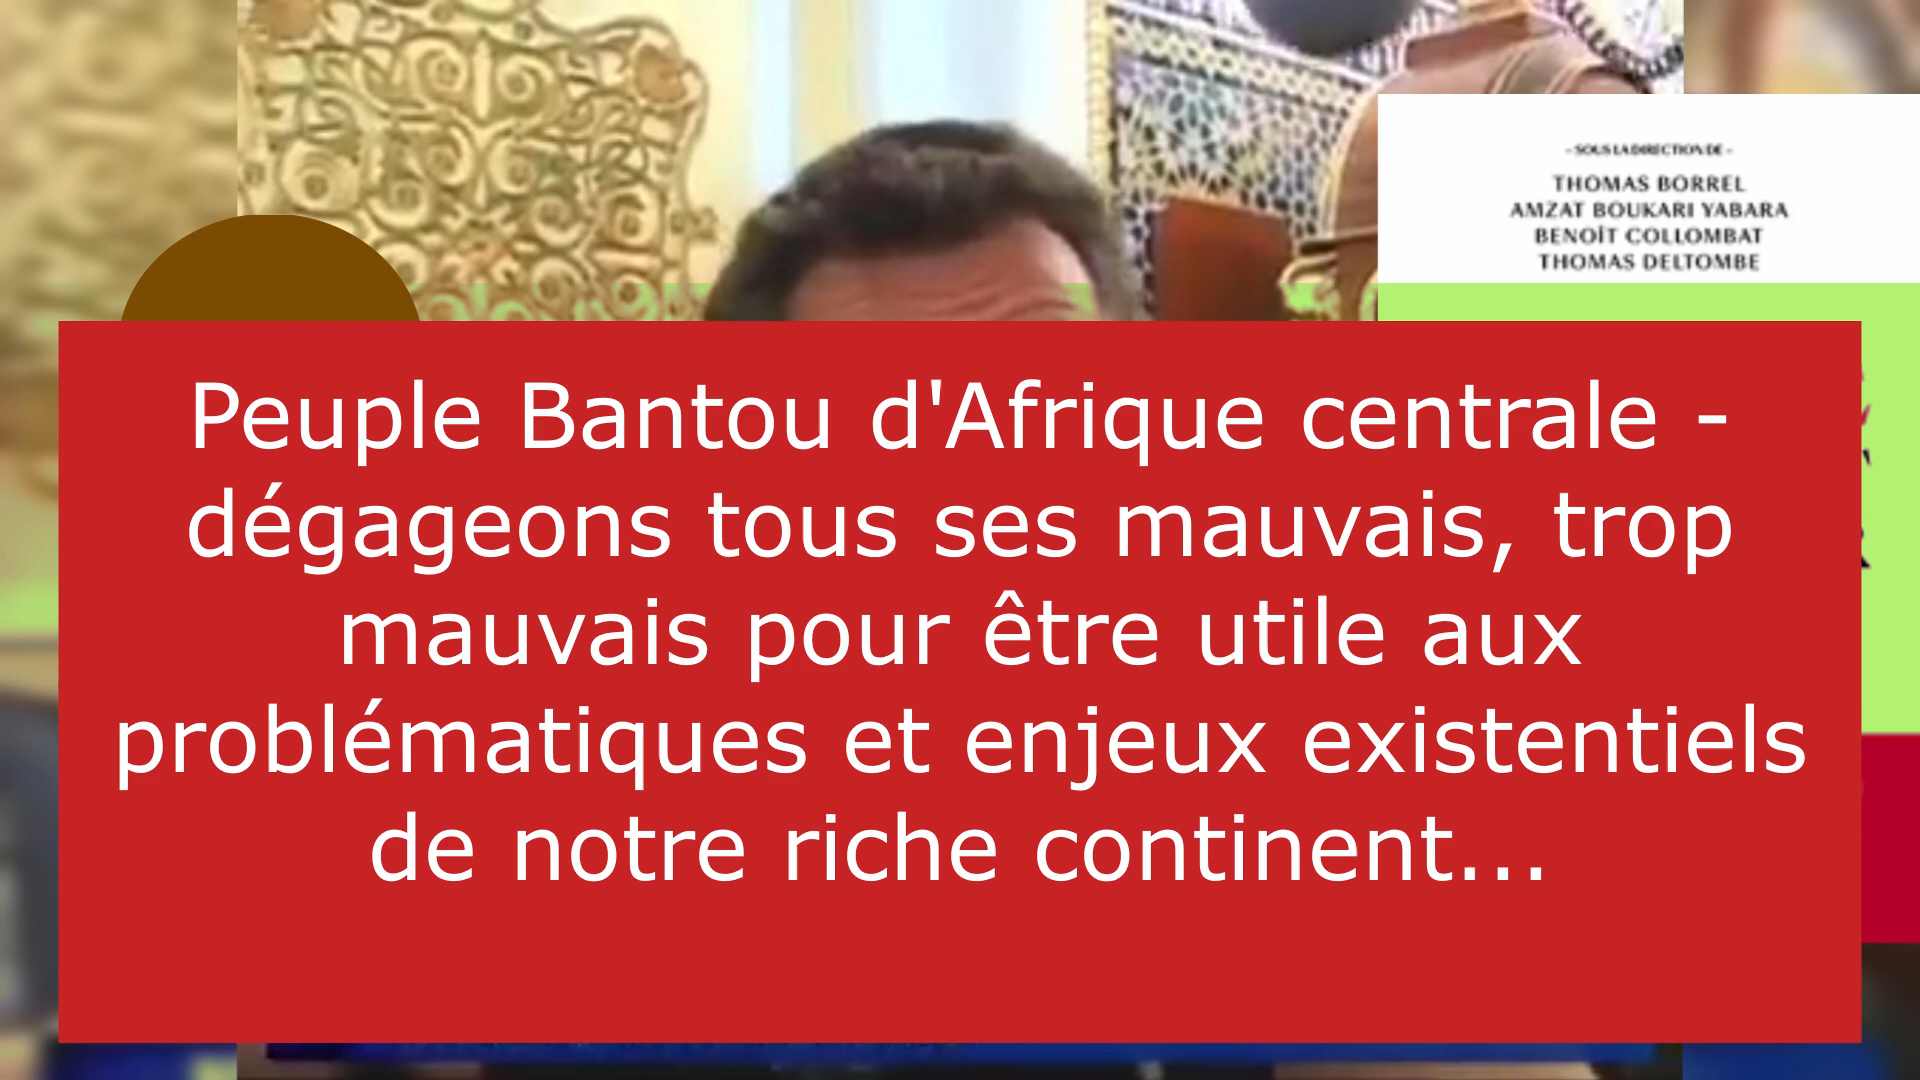 - SOUS LA DIRECTION DE -
THOMAS BORREL
AMZAT BOUKARI YABARA
BENOÎT COLLOMBAT
THOMAS DELTOMBE
Peuple Bantou d'Afrique centrale -
dégageons tous ses mauvais, trop
mauvais pour être utile aux
problématiques et enjeux existentiels
de notre riche continent...